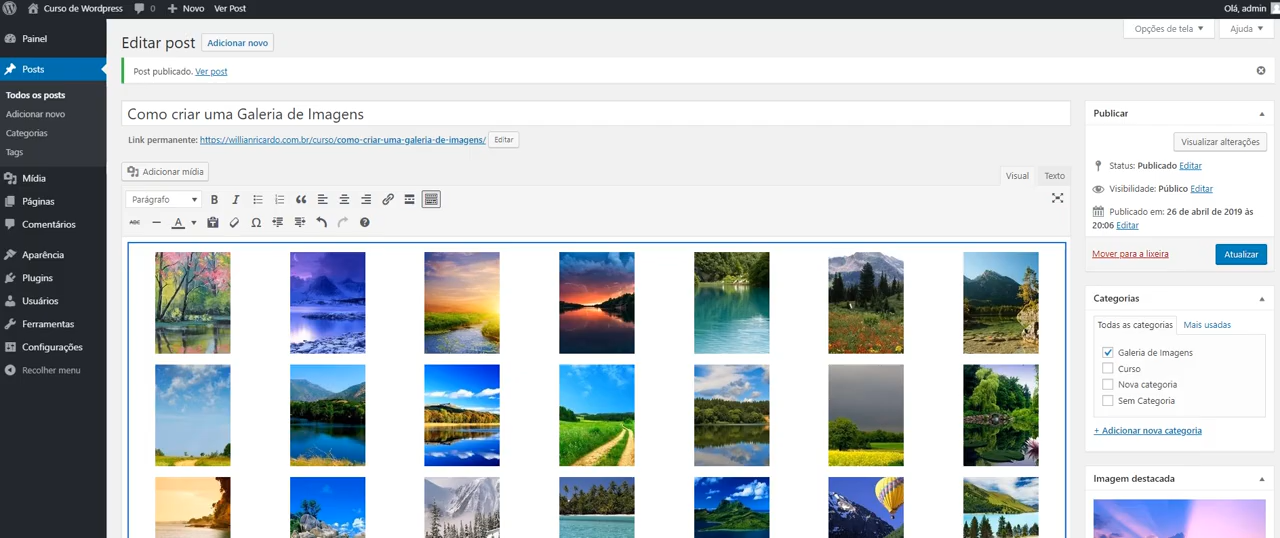 Curso de Wordpress 0 Novo Ver Post Olá, admin
Painel
Posts
Todos os posts
Adicionar novo
Categorias
Tags
Mídia
Páginas
Comentários
Aparência
Plugins
Usuários
Ferramentas
Configurações
Recolher menu
Opções de tela Ajuda
Editar post Adicionar novo
Post publicado. Ver post
Como criar uma Galeria de Imagens
Link permanente: https://willianricardo.com.br/curso/como-criar-uma-galeria-de-imagens/ Editar
Adicionar mídia
Visual Texto
Parágrafo B I
ABC A Ω
Publicar
Visualizar alterações
Status: Publicado Editar
Visibilidade: Público Editar
Publicado em: 26 de abril de 2019 às
20:06 Editar
Mover para a lixeira Atualizar
Categorias
Todas as categorias Mais usadas
Galeria de Imagens
Curso
Nova categoria
Sem Categoria
+ Adicionar nova categoria
Imagem destacada